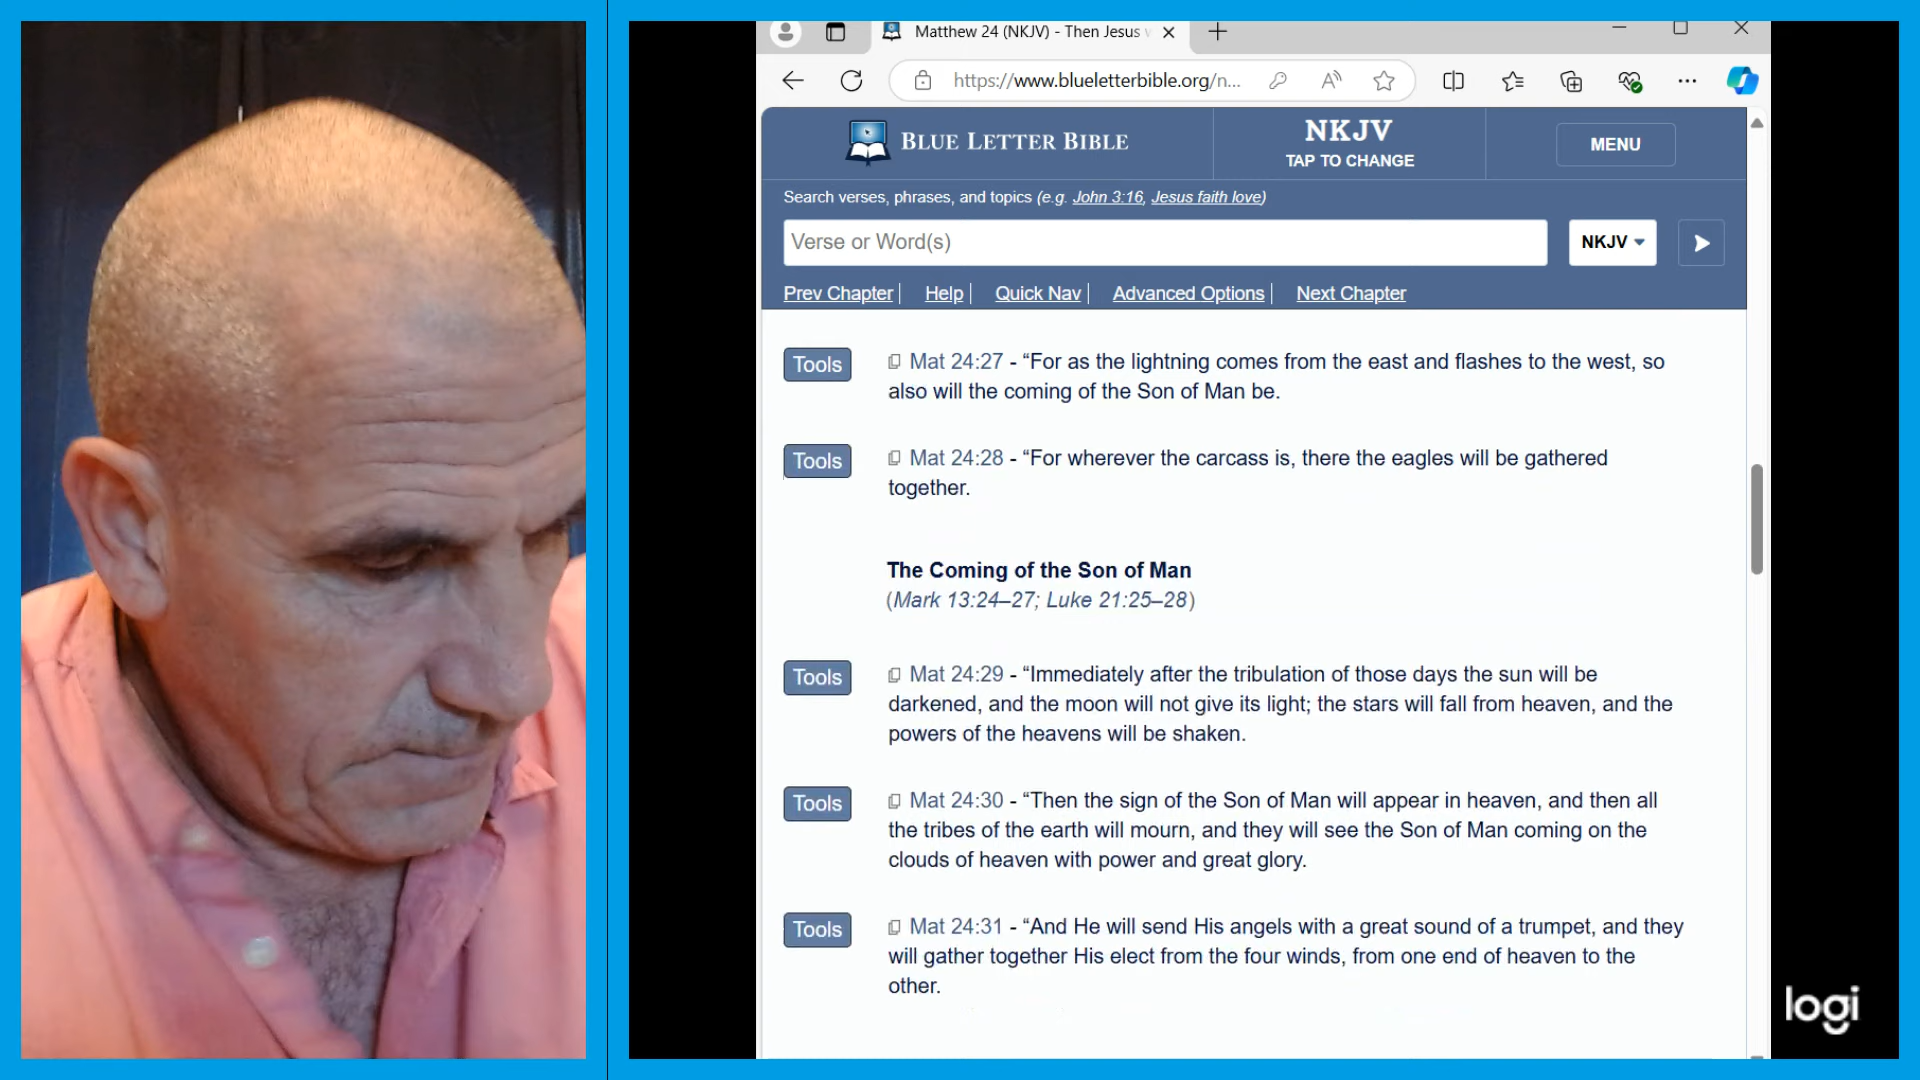 Matthew 24 (NKJV) - Then Jesus
https://www.blueletterbible.org/n...
BLUE LETTER BIBLE
NKJV
TAP TO CHANGE
MENU
Search verses, phrases, and topics (e.g. John 3:16, Jesus faith love)
Verse or Word(s)
NKJV
Prev Chapter | Help | Quick Nav | Advanced Options | Next Chapter
Tools
Mat 24:27 - “For as the lightning comes from the east and flashes to the west, so
also will the coming of the Son of Man be.
Tools
Mat 24:28 - “For wherever the carcass is, there the eagles will be gathered
together.
The Coming of the Son of Man
(Mark 13:24–27; Luke 21:25–28)
Tools
Mat 24:29 - “Immediately after the tribulation of those days the sun will be
darkened, and the moon will not give its light; the stars will fall from heaven, and the
powers of the heavens will be shaken.
Tools
Mat 24:30 - “Then the sign of the Son of Man will appear in heaven, and then all
the tribes of the earth will mourn, and they will see the Son of Man coming on the
clouds of heaven with power and great glory.
Tools
Mat 24:31 - “And He will send His angels with a great sound of a trumpet, and they
will gather together His elect from the four winds, from one end of heaven to the
other.
logi